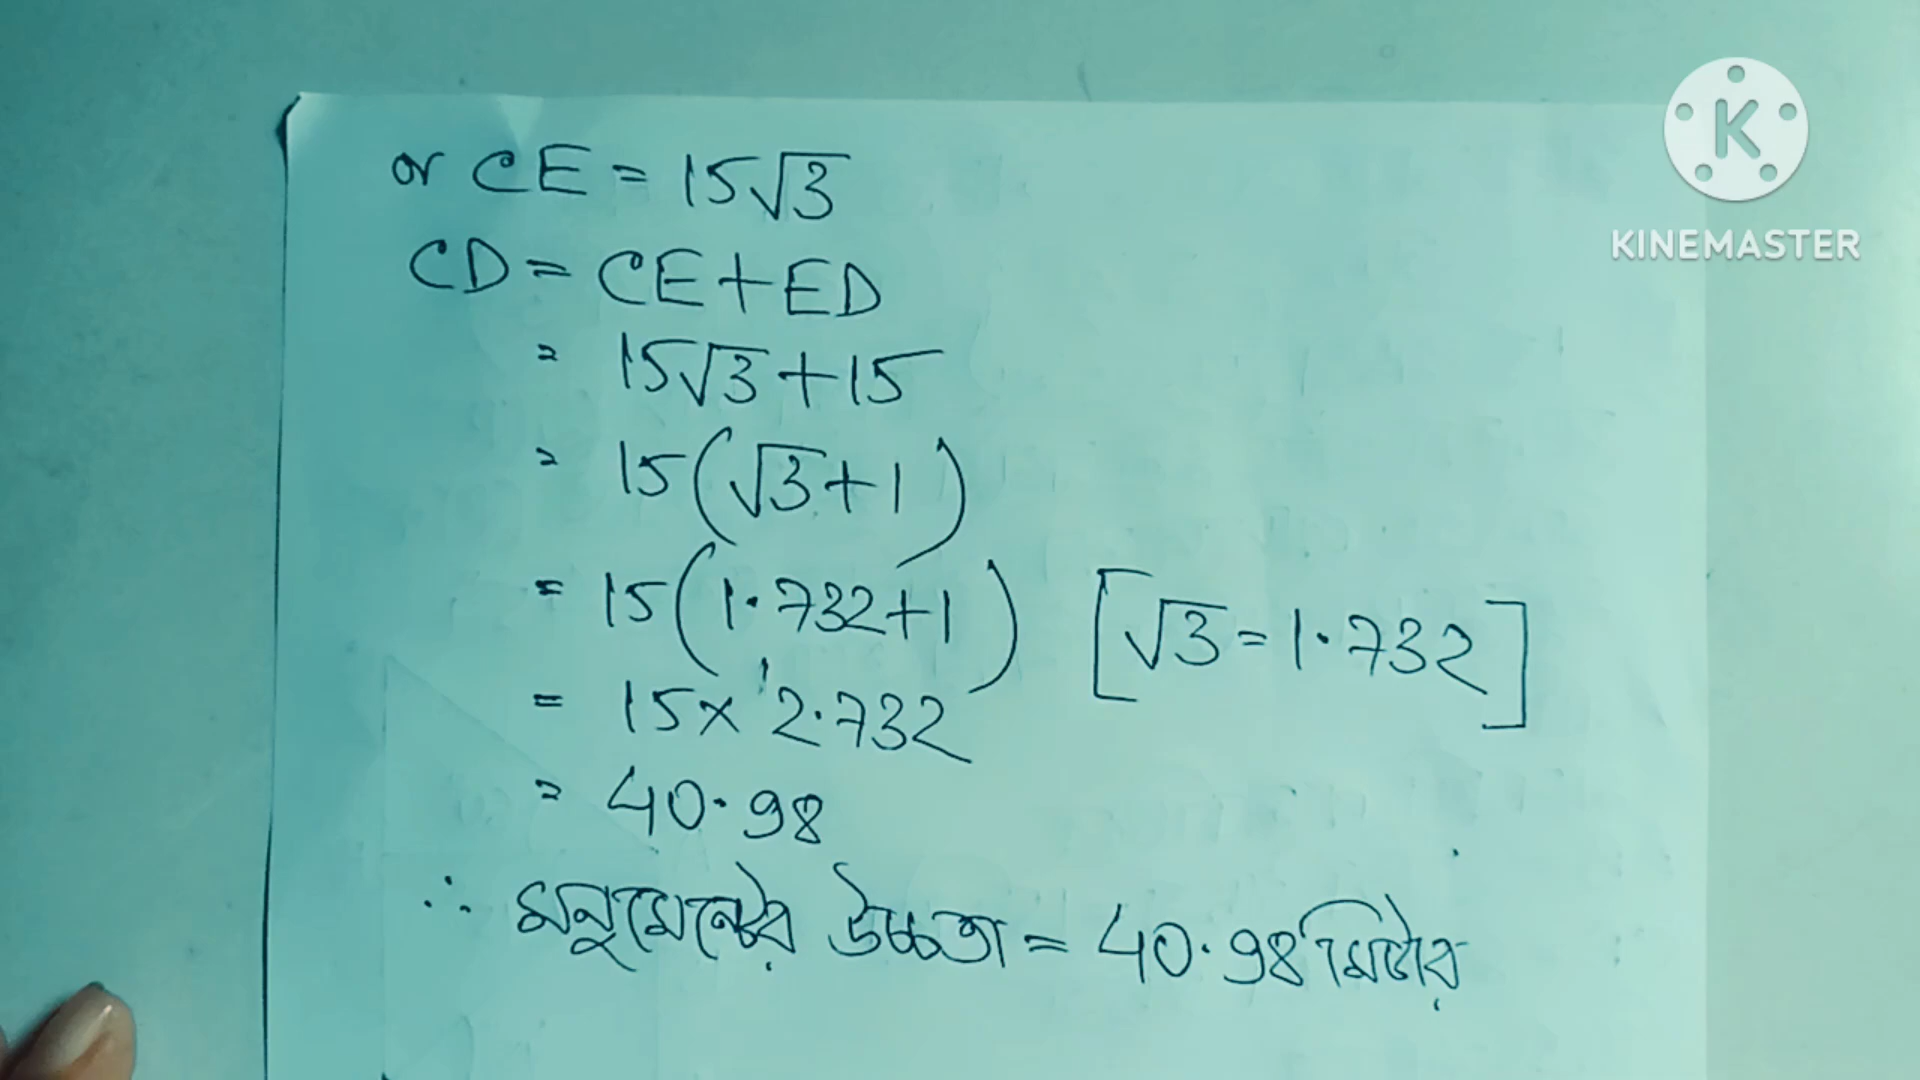 or CE = 15√3
CD = CE+ED
= 15√3+15
= 15(√3+1)
= 15(1.732+1) [√3=1.732]
= 15× 2.732
= 40.98
∴ মনুমেন্টের উচ্চতা = 40.98 মিটার
K
KINEMASTER